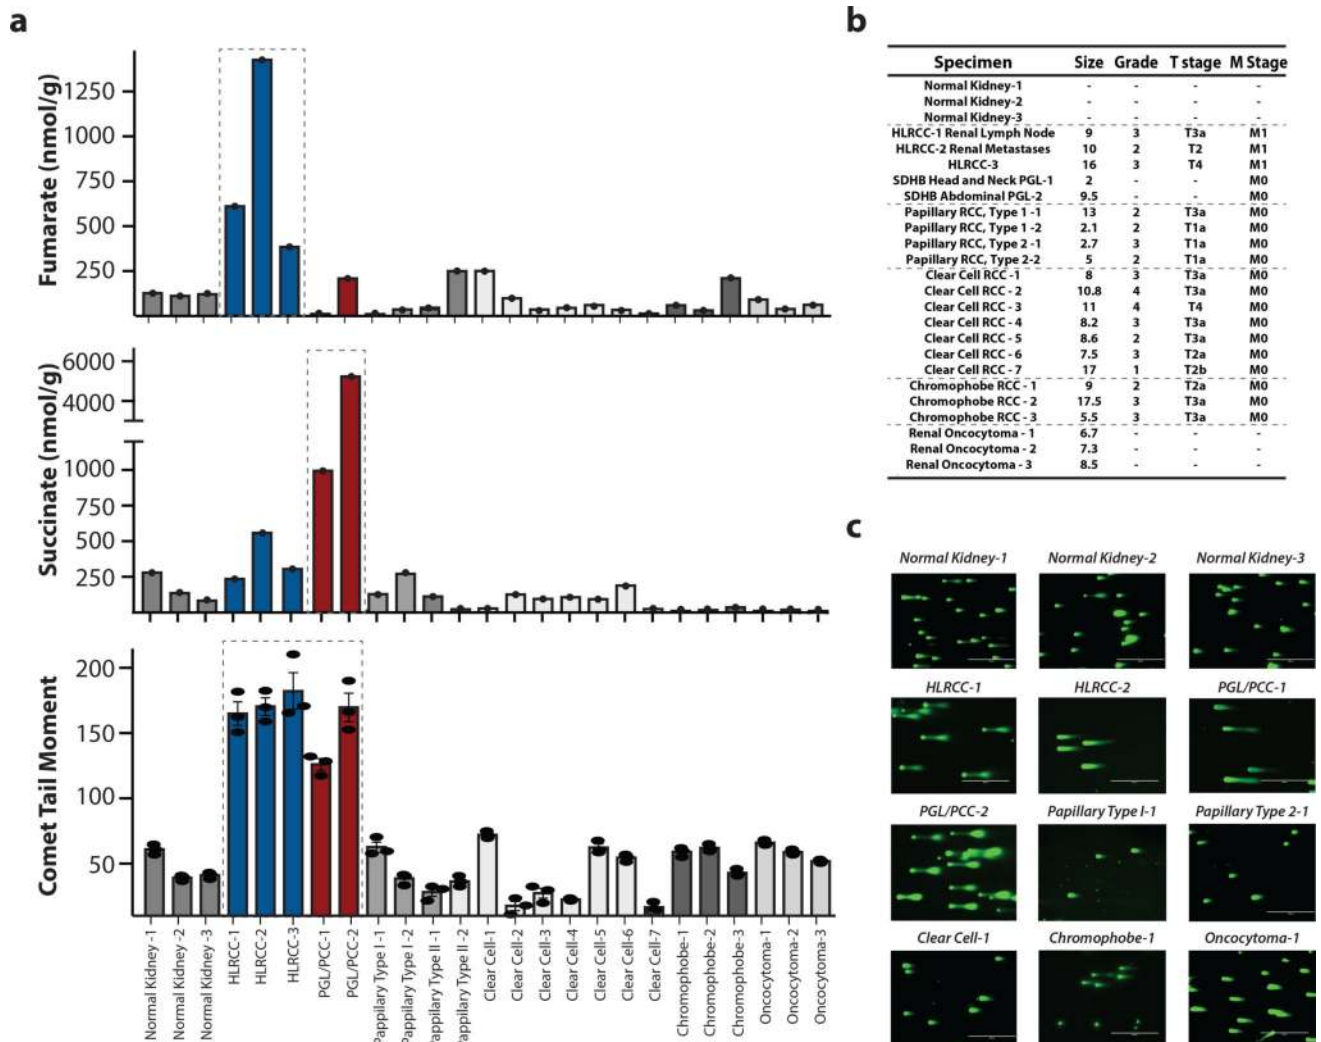 a
Fumarate (nmol/g)
1250
1000
750
500
250
Succinate (nmol/g)
6000
4000
1000
750
500
250
Comet Tail Moment
200
150
100
50
Normal Kidney -1
Normal Kidney -2
Normal Kidney -3
HLRCC-1
HLRCC-2
HLRCC-3
PGL/PCC-1
PGL/PCC-2
Pappilary Type I -1
Pappilary Type I -2
Pappilary Type II -1
Pappilary Type II -2
Clear Cell-1
Clear Cell-2
Clear Cell-3
Clear Cell-4
Clear Cell-5
Clear Cell-6
Clear Cell-7
Chromophobe-1
Chromophobe-2
Chromophobe-3
Oncocytoma-1
Oncocytoma-2
Oncocytoma-3
b
Specimen Size Grade T stage M Stage
Normal Kidney-1 - - - -
Normal Kidney-2 - - - -
Normal Kidney-3 - - - -
HLRCC-1 Renal Lymph Node 9 3 T3a M1
HLRCC-2 Renal Metastases 10 2 T2 M1
HLRCC-3 16 3 T4 M1
SDHB Head and Neck PGL-1 2 - - M0
SDHB Abdominal PGL-2 9.5 - - M0
Papillary RCC, Type 1 -1 13 2 T3a M0
Papillary RCC, Type 1 -2 2.1 2 T1a M0
Papillary RCC, Type 2 -1 2.7 3 T1a M0
Papillary RCC, Type 2-2 5 2 T1a M0
Clear Cell RCC -1 8 3 T3a M0
Clear Cell RCC - 2 10.8 4 T3a M0
Clear Cell RCC - 3 11 4 T4 M0
Clear Cell RCC - 4 8.2 3 T3a M0
Clear Cell RCC - 5 8.6 2 T3a M0
Clear Cell RCC - 6 7.5 3 T2a M0
Clear Cell RCC - 7 17 1 T2b M0
Chromophobe RCC - 1 9 2 T2a M0
Chromophobe RCC - 2 17.5 3 T3a M0
Chromophobe RCC - 3 5.5 3 T3a M0
Renal Oncocytoma - 1 6.7 - - -
Renal Oncocytoma - 2 7.3 - - -
Renal Oncocytoma - 3 8.5 - - -
c
Normal Kidney-1 Normal Kidney-2 Normal Kidney-3
HLRCC-1 HLRCC-2 PGL/PCC-1
PGL/PCC-2 Papillary Type I-1 Papillary Type 2-1
Clear Cell-1 Chromophobe-1 Oncocytoma-1